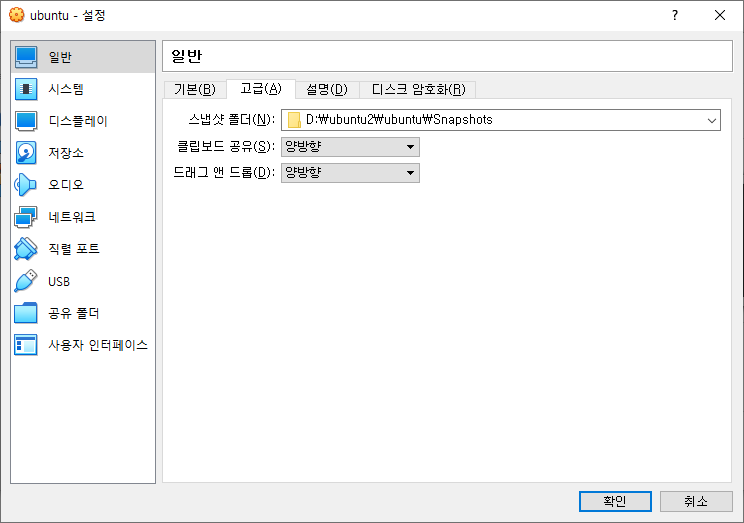 ubuntu - 설정
일반
시스템
디스플레이
저장소
오디오
네트워크
직렬 포트
USB
공유 폴더
사용자 인터페이스
일반
기본(B) 고급(A) 설명(D) 디스크 암호화(R)
스냅샷 폴더(N): D:₩ubuntu2₩ubuntu₩Snapshots
클립보드 공유(S): 양방향
드래그 앤 드롭(D): 양방향
확인 취소